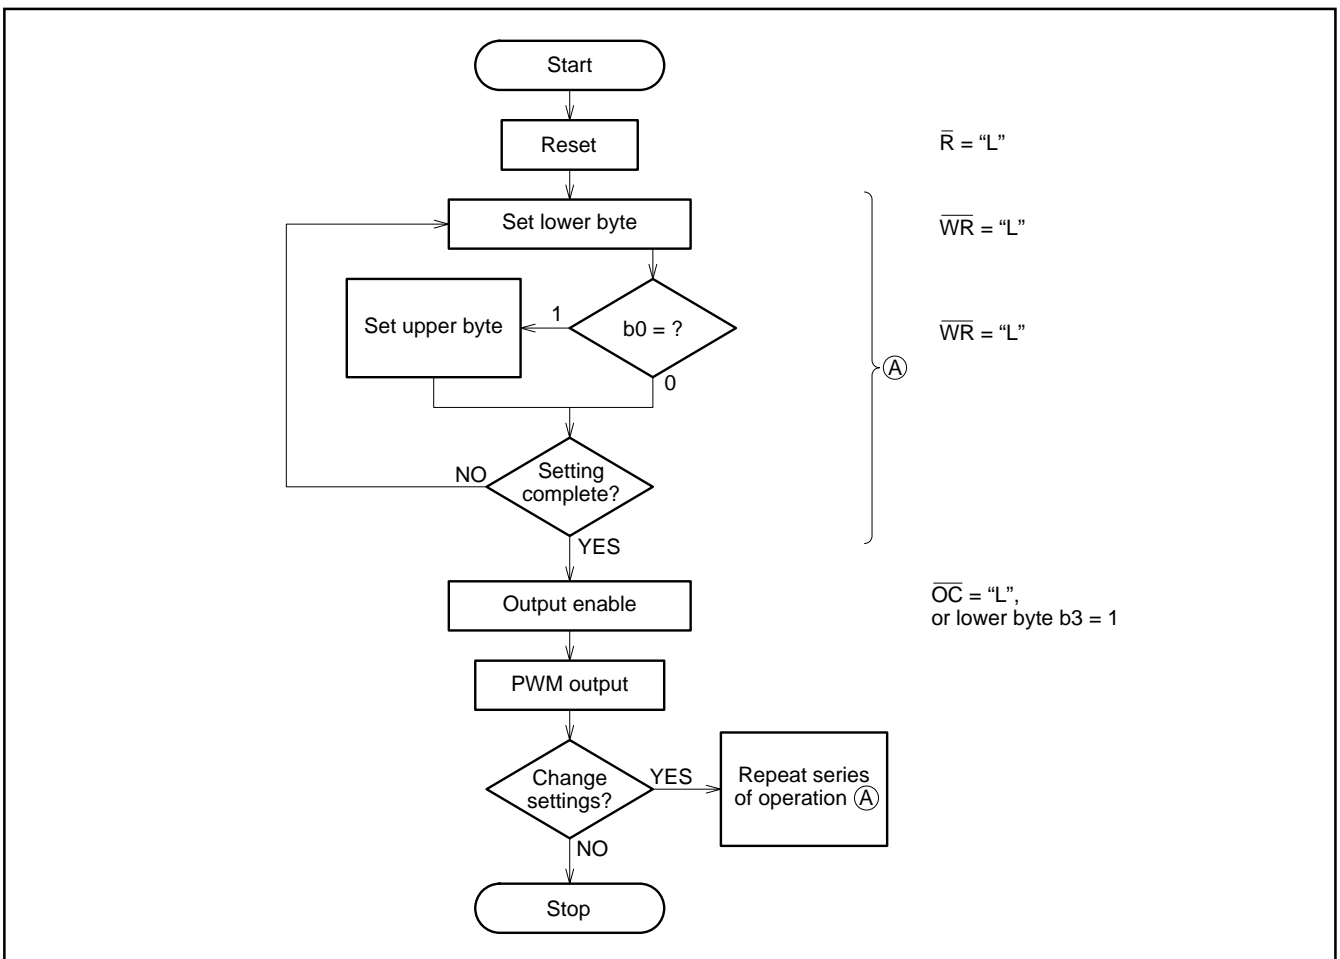 Start
Reset
R̅ = “L”
Set lower byte
W̅R̅ = “L”
Set upper byte
1
b0 = ?
0
W̅R̅ = “L”
Ⓐ
NO
Setting
complete?
YES
Output enable
O̅C̅ = “L”,
or lower byte b3 = 1
PWM output
Change
settings?
YES
Repeat series
of operation Ⓐ
NO
Stop